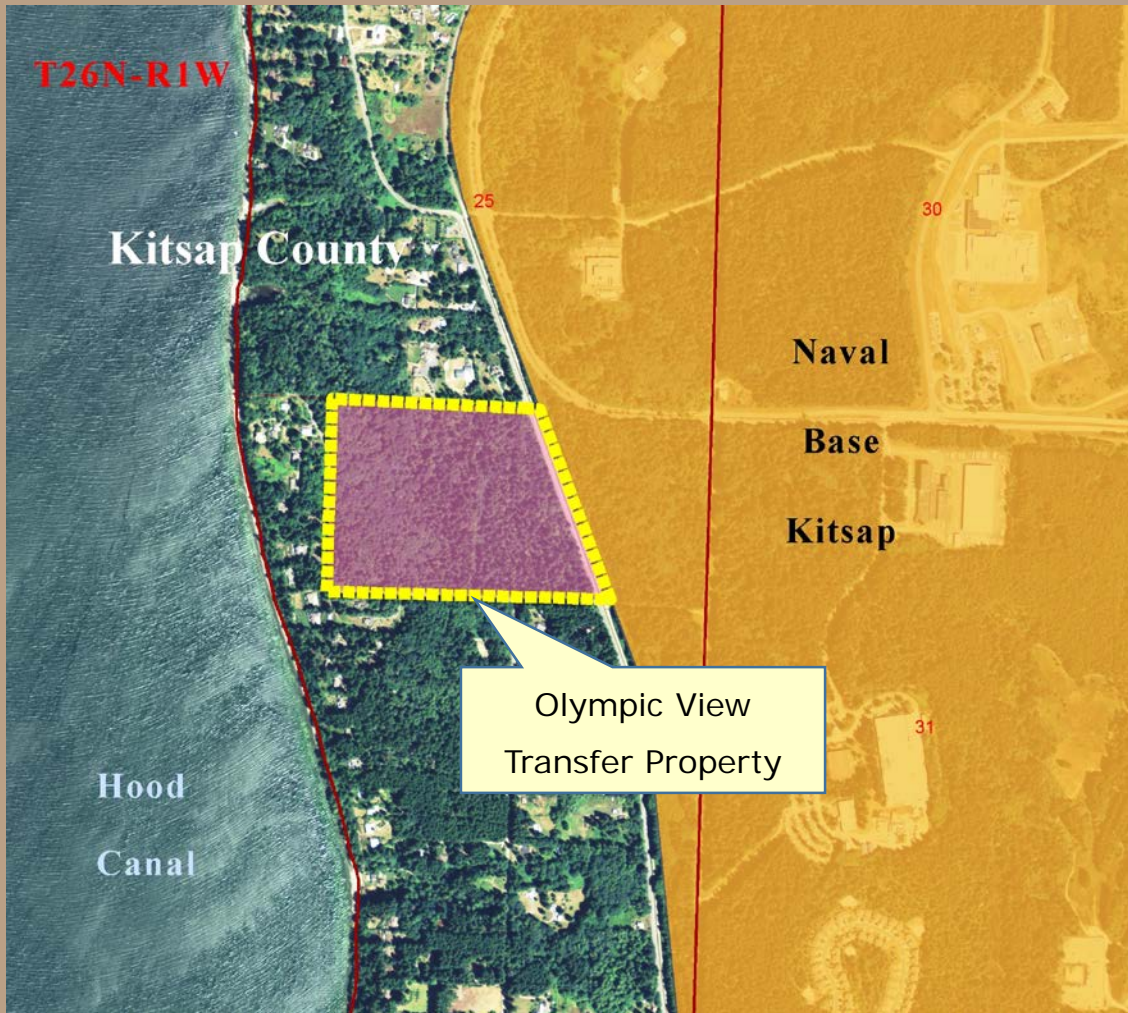 T26N-R1W
25
30
Kitsap County
Naval
Base
Kitsap
Olympic View
Transfer Property
31
Hood
Canal